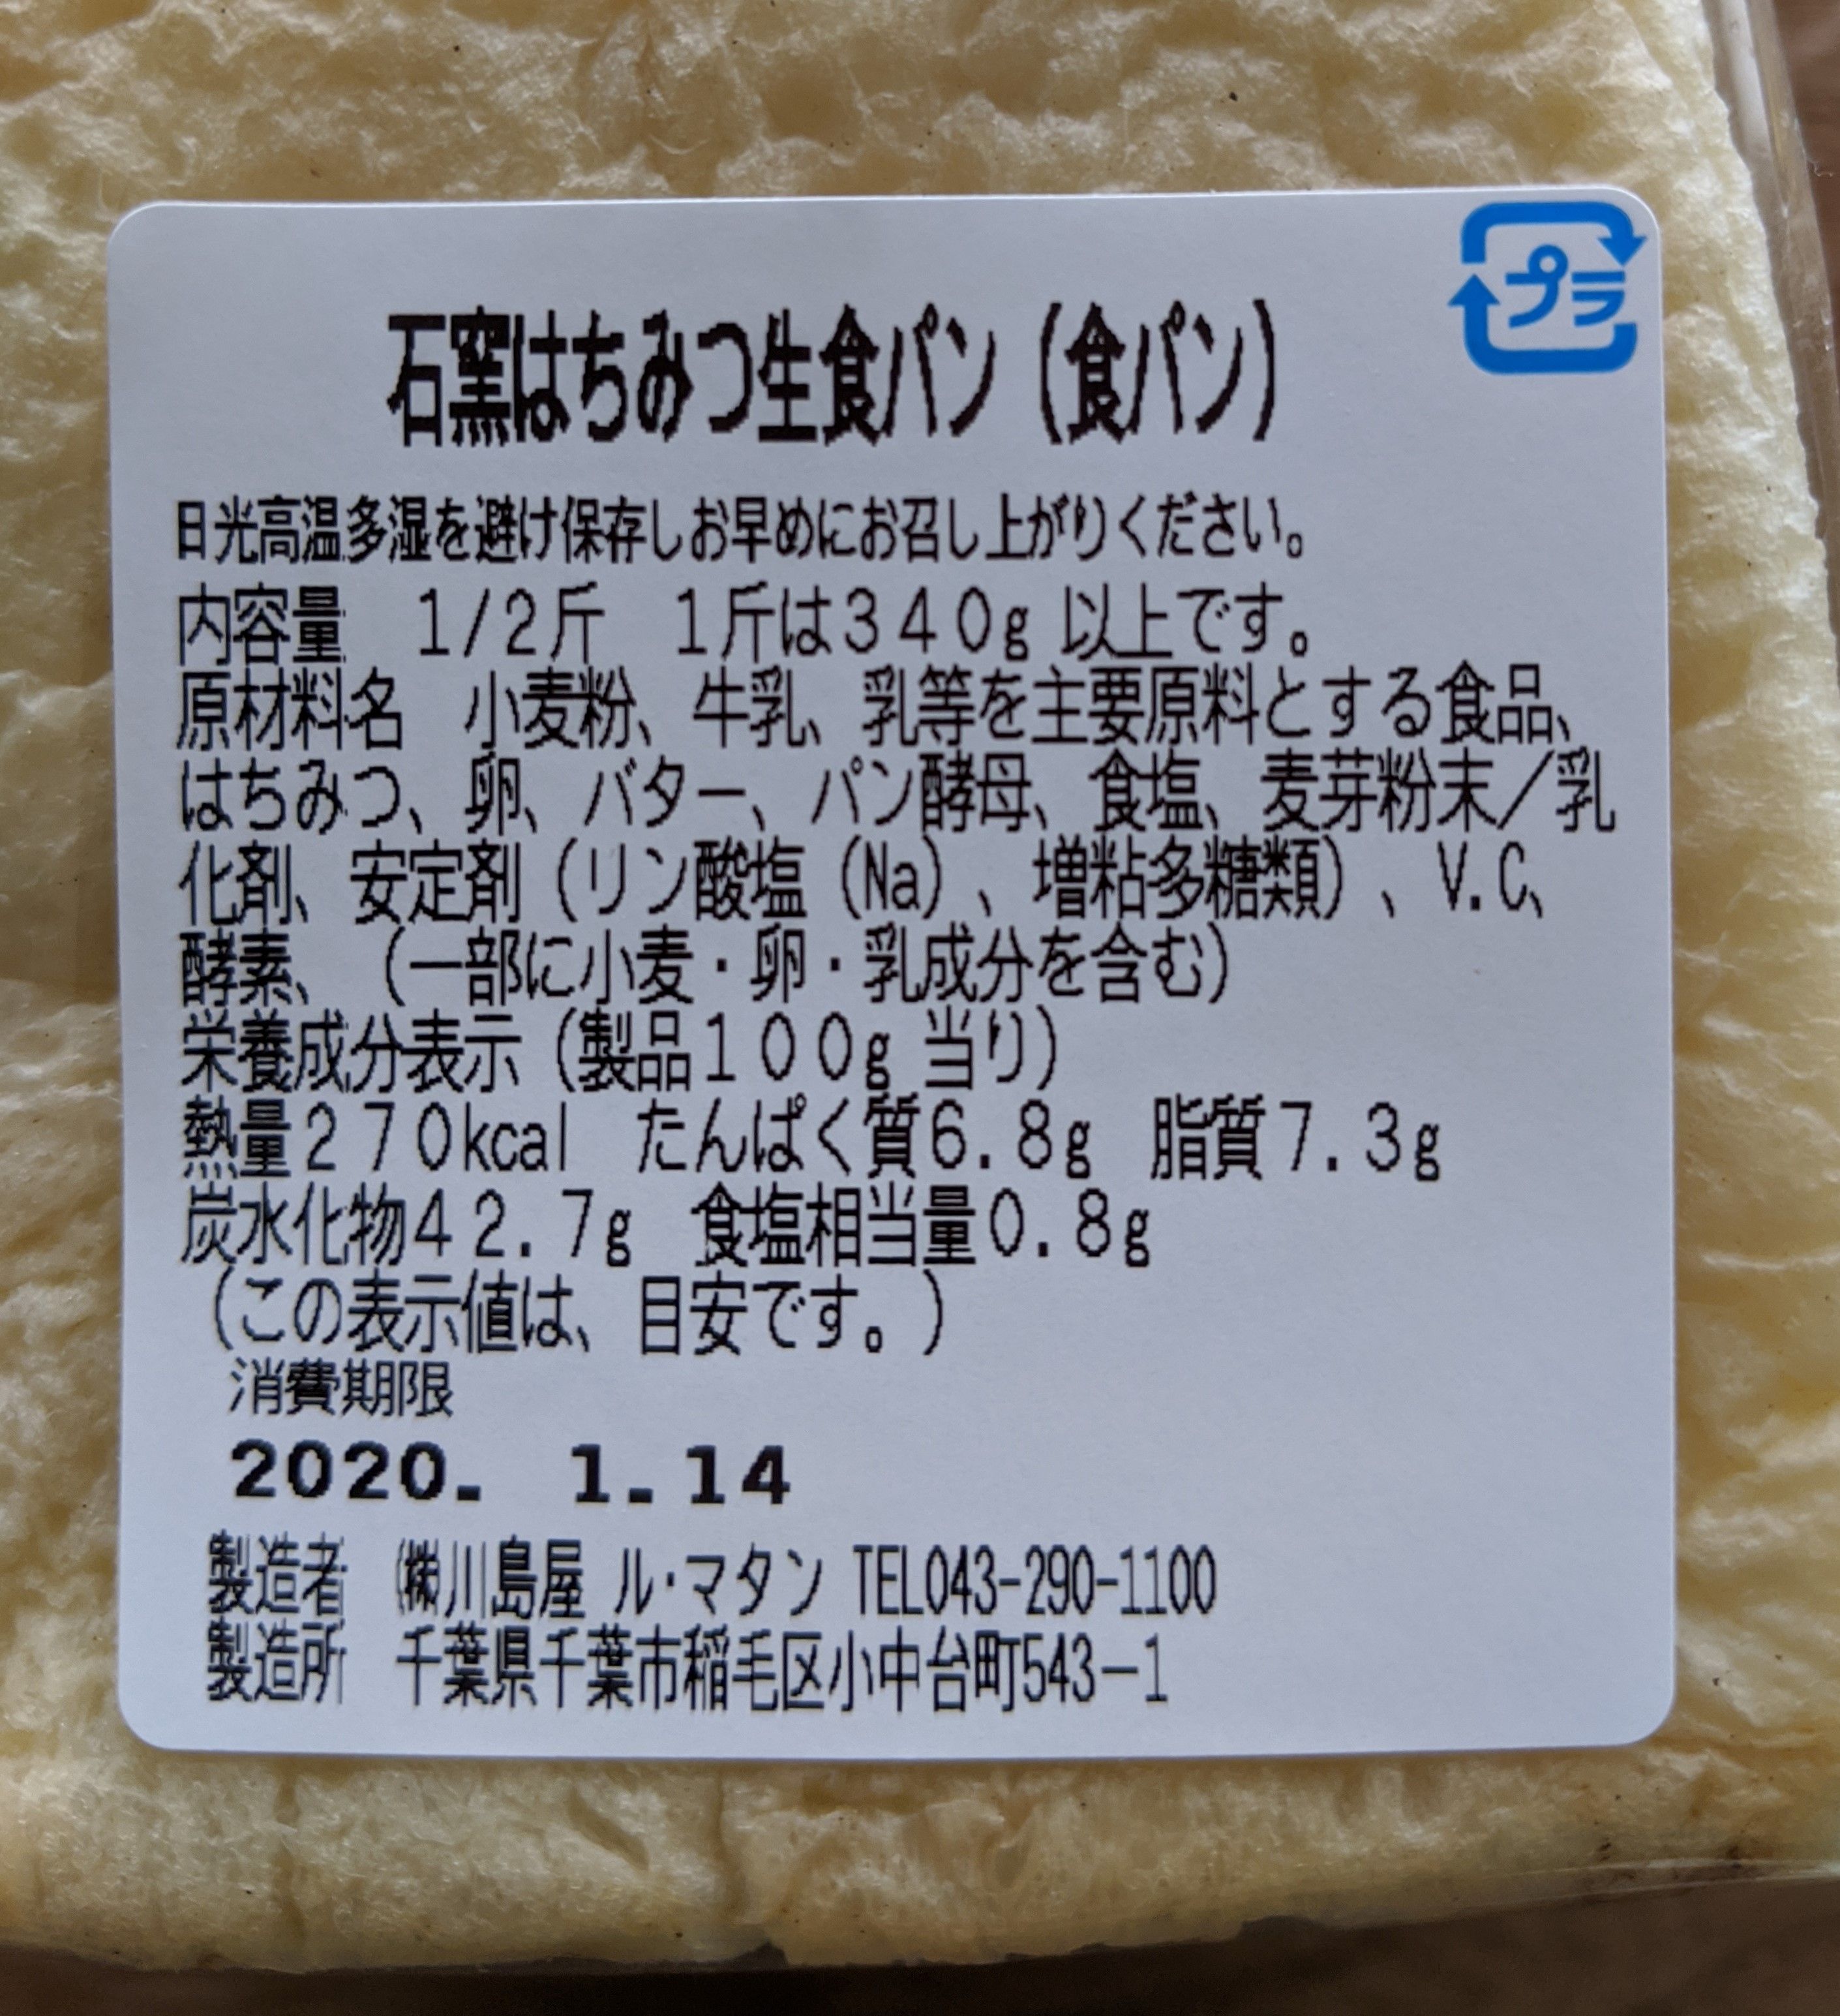 プラ
石窯はちみつ生食パン（食パン）
日光高温多湿を避け保存しお早めにお召し上がりください。
内容量　１/２斤　１斤は３４０g 以上です。
原材料名　小麦粉、牛乳、乳等を主要原料とする食品、
はちみつ、卵、バター、パン酵母、食塩、麦芽粉末／乳
化剤、安定剤（リン酸塩（Na）、増粘多糖類）、V.C、
酵素、（一部に小麦・卵・乳成分を含む）
栄養成分表示（製品１００g 当り）
熱量２７０kcal　たんぱく質６.８g　脂質７.３g
炭水化物４２.７g　食塩相当量０.８g
（この表示値は、目安です。）
消費期限
2020. 1.14
製造者　㈱川島屋 ル・マタン TEL043-290-1100
製造所　千葉県千葉市稲毛区小中台町543－1